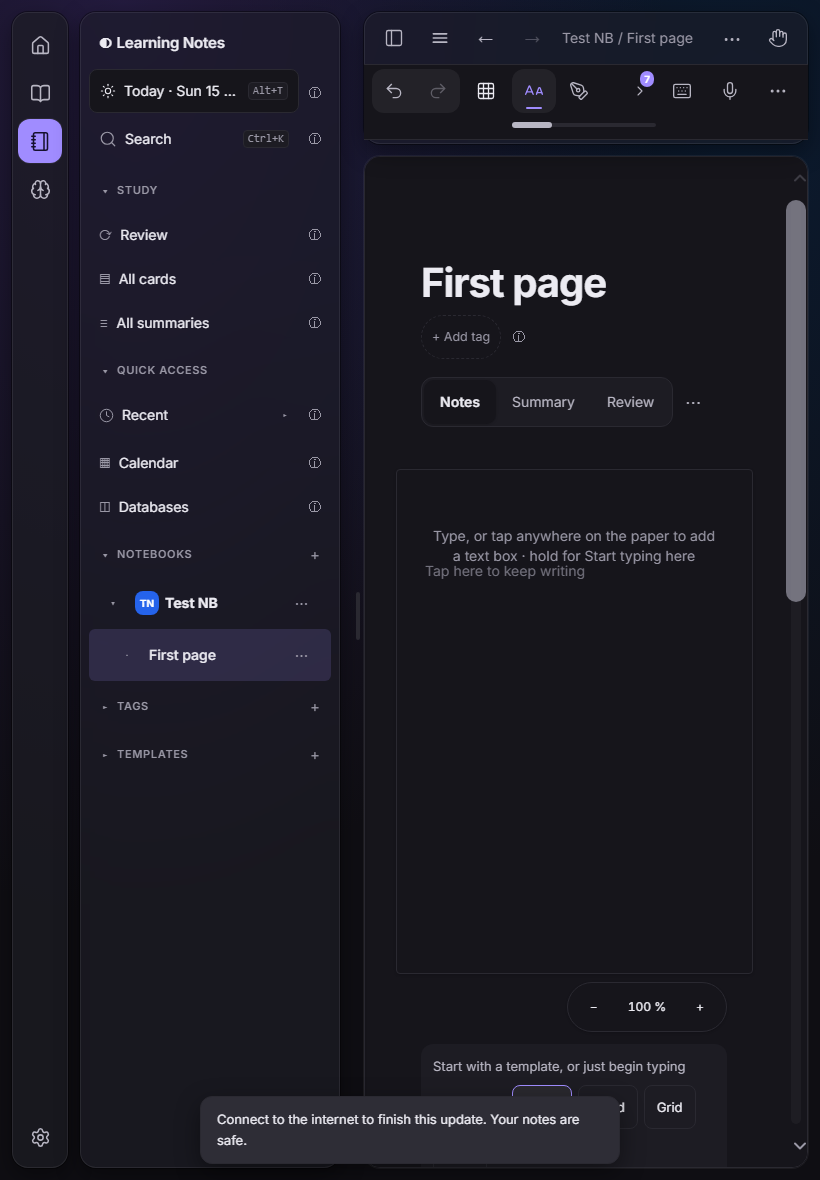 Learning Notes
Today · Sun 15 ...
Alt+T
Search
Ctrl+K
STUDY
Review
All cards
All summaries
QUICK ACCESS
Recent
Calendar
Databases
NOTEBOOKS
TN
Test NB
First page
TAGS
TEMPLATES
Test NB / First page
AA
7
First page
+ Add tag
Notes
Summary
Review
Type, or tap anywhere on the paper to add
a text box · hold for Start typing here
Tap here to keep writing
− 100 % +
Start with a template, or just begin typing
Grid
Connect to the internet to finish this update. Your notes are
safe.